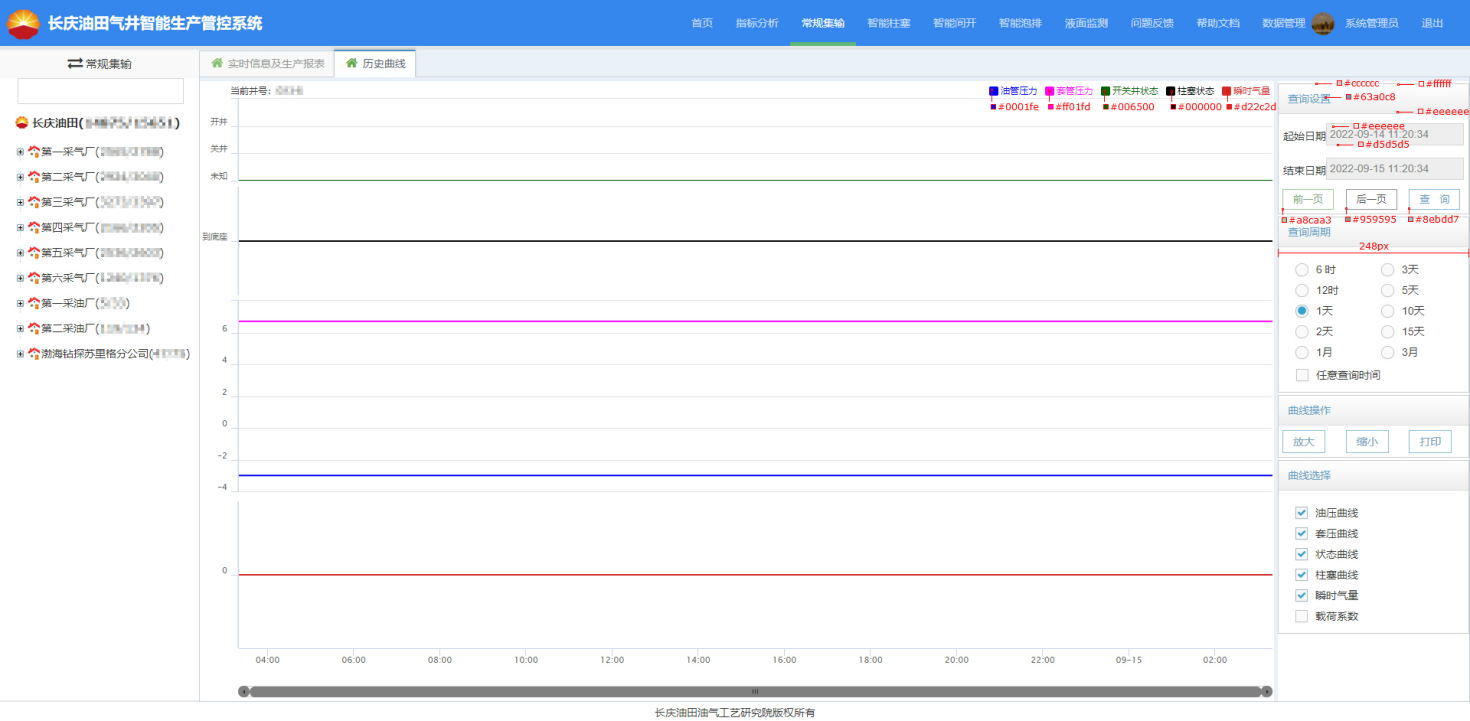 长庆油田气井智能生产管控系统
首页 指标分析 常规集输 智能柱塞 智能间开 智能泡排 液面监测 问题反馈 帮助文档 数据管理 系统管理员 退出
常规集输
实时信息及生产报表 历史曲线
长庆油田(
第一采气厂(
第二采气厂(
第三采气厂(
第四采气厂(
第五采气厂(
第六采气厂(
第一采油厂(
第二采油厂(
渤海钻探苏里格分公司(
当前井号:
油管压力 套管压力 开关井状态 柱塞状态 瞬时气量
#0001fe #ff01fd #006500 #000000 #d22c2d
开井
关井
未知
到底座
6
4
2
0
-2
-4
0
04:00 06:00 08:00 10:00 12:00 14:00 16:00 18:00 20:00 22:00 09-15 02:00
#cccccc #ffffff
查询设置 #63a0c8
#eeeeee
#eeeeee
起始日期 2022-09-14 11:20:34
#d5d5d5
结束日期 2022-09-15 11:20:34
前一页 后一页 查 询
#a8caa3 #959595 #8ebdd7
查询周期
248px
6 时 3天
12时 5天
1天 10天
2天 15天
1月 3月
任意查询时间
曲线操作
放大 缩小 打印
曲线选择
油压曲线
套压曲线
状态曲线
柱塞曲线
瞬时气量
载荷系数
长庆油田油气工艺研究院版权所有